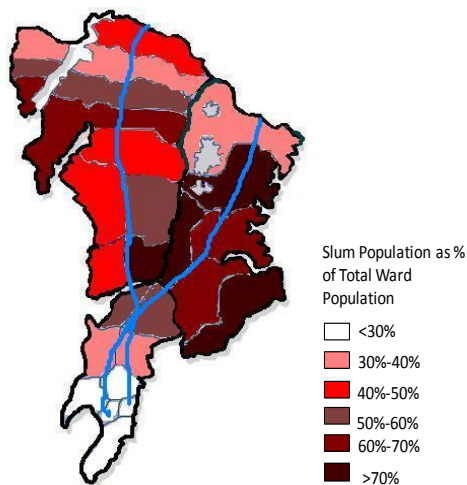 Slum Population as %
of Total Ward
Population
<30%
30%-40%
40%-50%
50%-60%
60%-70%
>70%